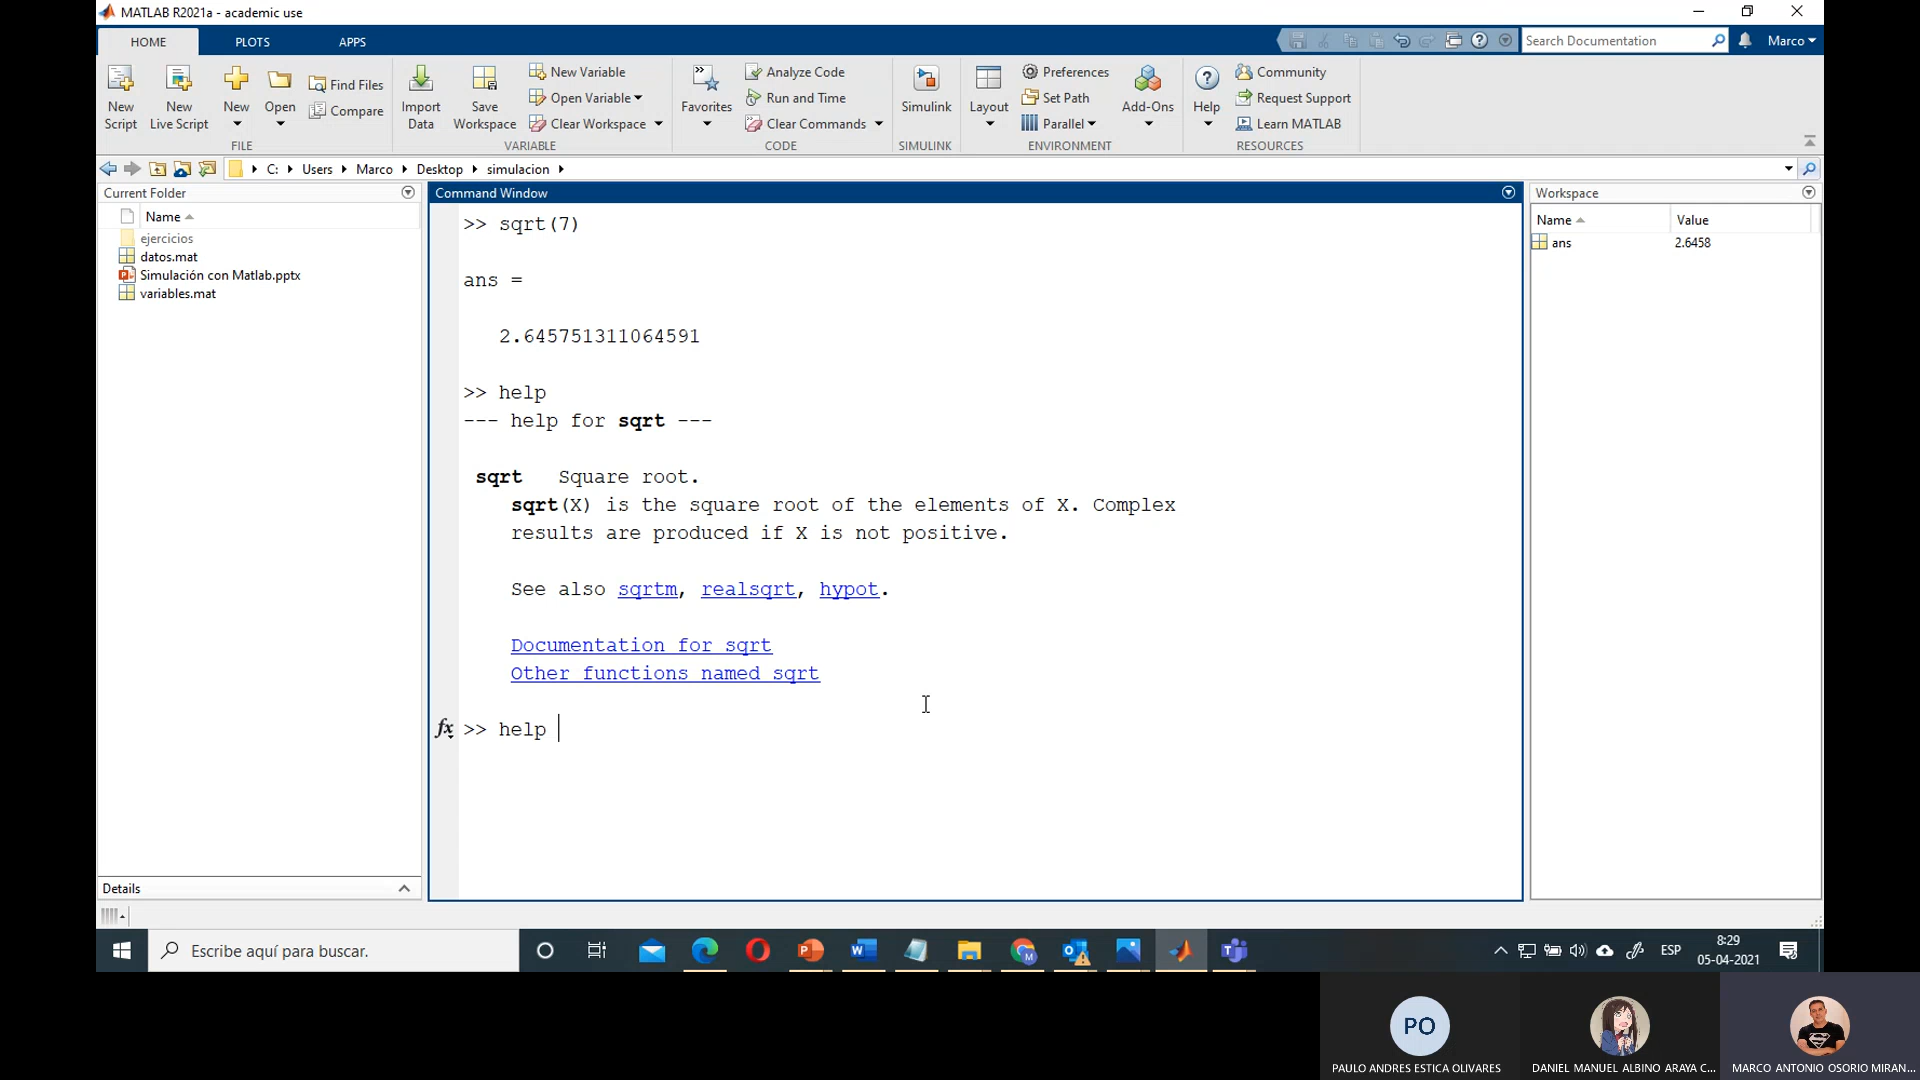 MATLAB R2021a - academic use
HOME PLOTS APPS
Search Documentation
Marco
New Script
New Live Script
New
Open
Find Files
Compare
FILE
Import Data
Save Workspace
New Variable
Open Variable
Clear Workspace
VARIABLE
Favorites
Analyze Code
Run and Time
Clear Commands
CODE
Simulink
SIMULINK
Layout
Preferences
Set Path
Parallel
Add-Ons
ENVIRONMENT
Help
Community
Request Support
Learn MATLAB
RESOURCES
C: Users Marco Desktop simulacion
Current Folder
Name
ejercicios
datos.mat
Simulación con Matlab.pptx
variables.mat
Details
Command Window
>> sqrt(7)
ans =
2.645751311064591
>> help
--- help for sqrt ---
sqrt Square root.
sqrt(X) is the square root of the elements of X. Complex
results are produced if X is not positive.
See also sqrtm, realsqrt, hypot.
Documentation for sqrt
Other functions named sqrt
fx >> help
Workspace
Name Value
ans 2.6458
Escribe aquí para buscar.
ESP
8:29
05-04-2021
PO
PAULO ANDRES ESTICA OLIVARES
DANIEL MANUEL ALBINO ARAYA C...
MARCO ANTONIO OSORIO MIRAN...